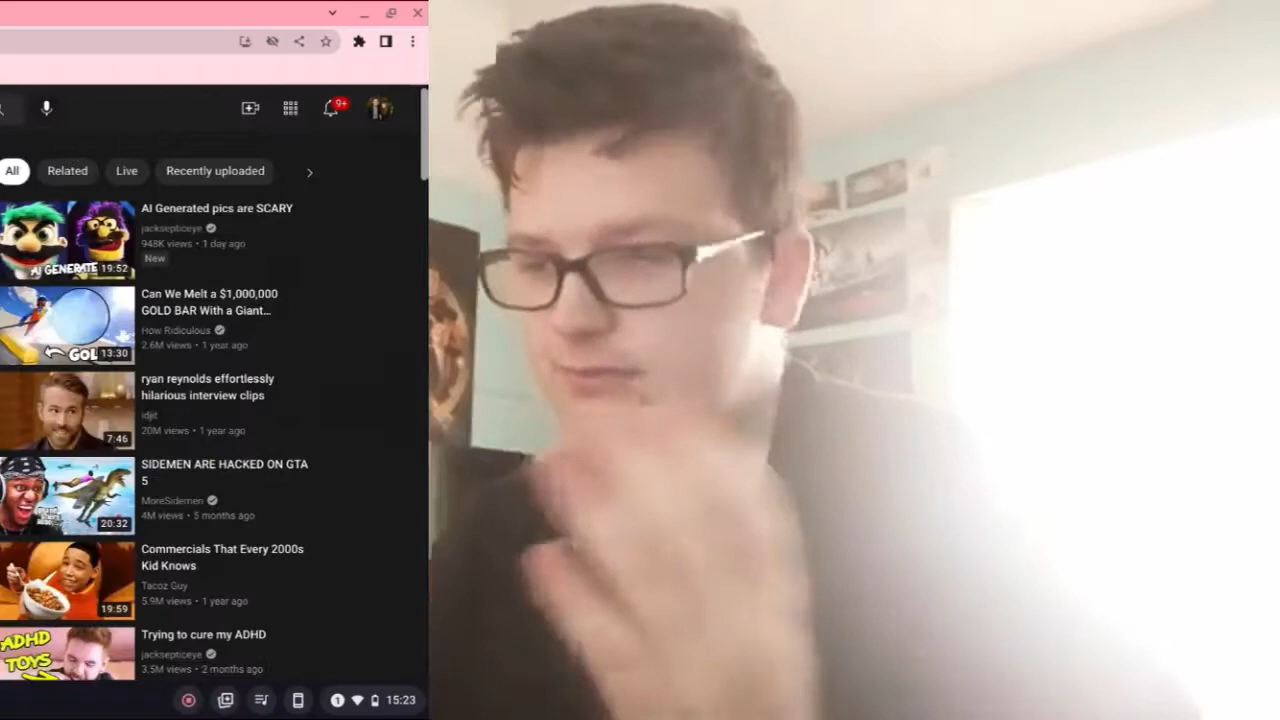 9+
All
Related
Live
Recently uploaded
AI Generated pics are SCARY
jacksepticeye
948K views • 1 day ago
New
AI GENERATE
19:52
Can We Melt a $1,000,000
GOLD BAR With a Giant...
How Ridiculous
2.6M views • 1 year ago
GOL
13:30
ryan reynolds effortlessly
hilarious interview clips
idjit
20M views • 1 year ago
7:46
SIDEMEN ARE HACKED ON GTA
5
MoreSidemen
4M views • 5 months ago
20:32
Commercials That Every 2000s
Kid Knows
Tacoz Guy
5.9M views • 1 year ago
19:59
Trying to cure my ADHD
jacksepticeye
3.5M views • 2 months ago
ADHD
TOYS
1
15:23